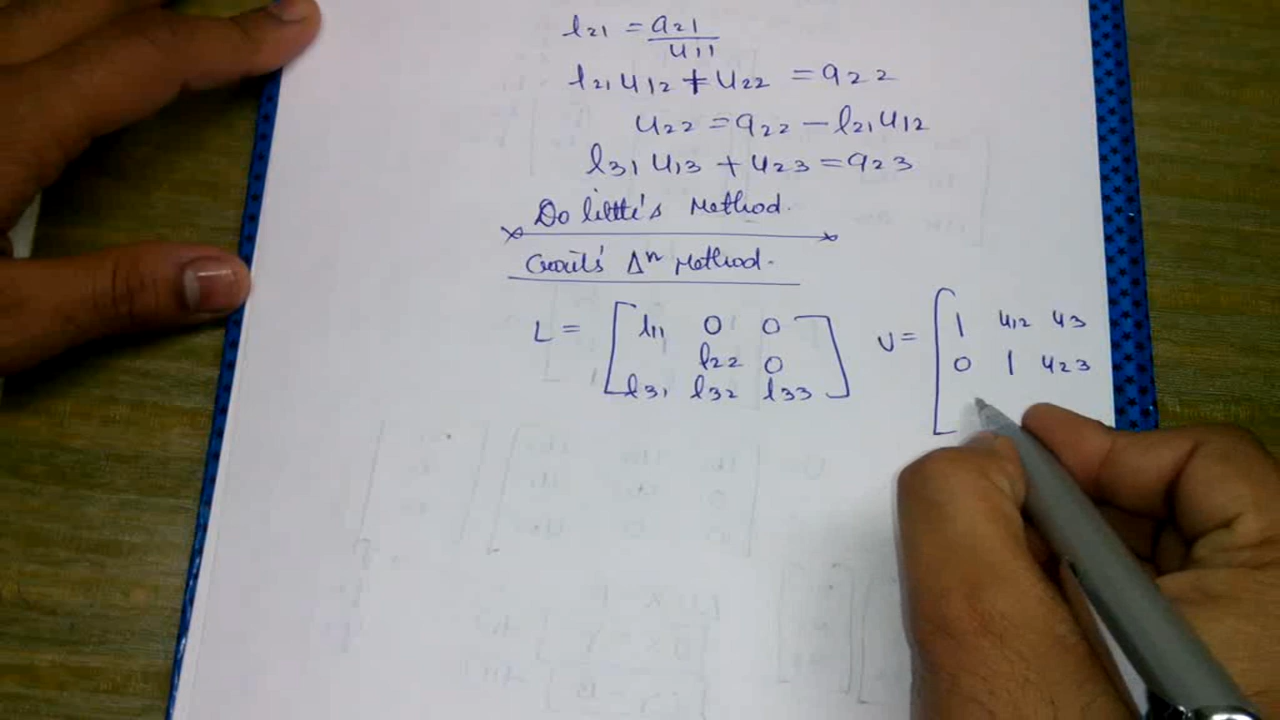 l21 = a21 / u11
l21 u12 + u22 = a22
u22 = a22 - l21 u12
l31 u13 + u23 = a23
Do little's Method.
Crout's Δn Method.
L = [ l11 0 0
l22 0
l31 l32 l33 ]
U = [ 1 u12 u3
0 1 u23